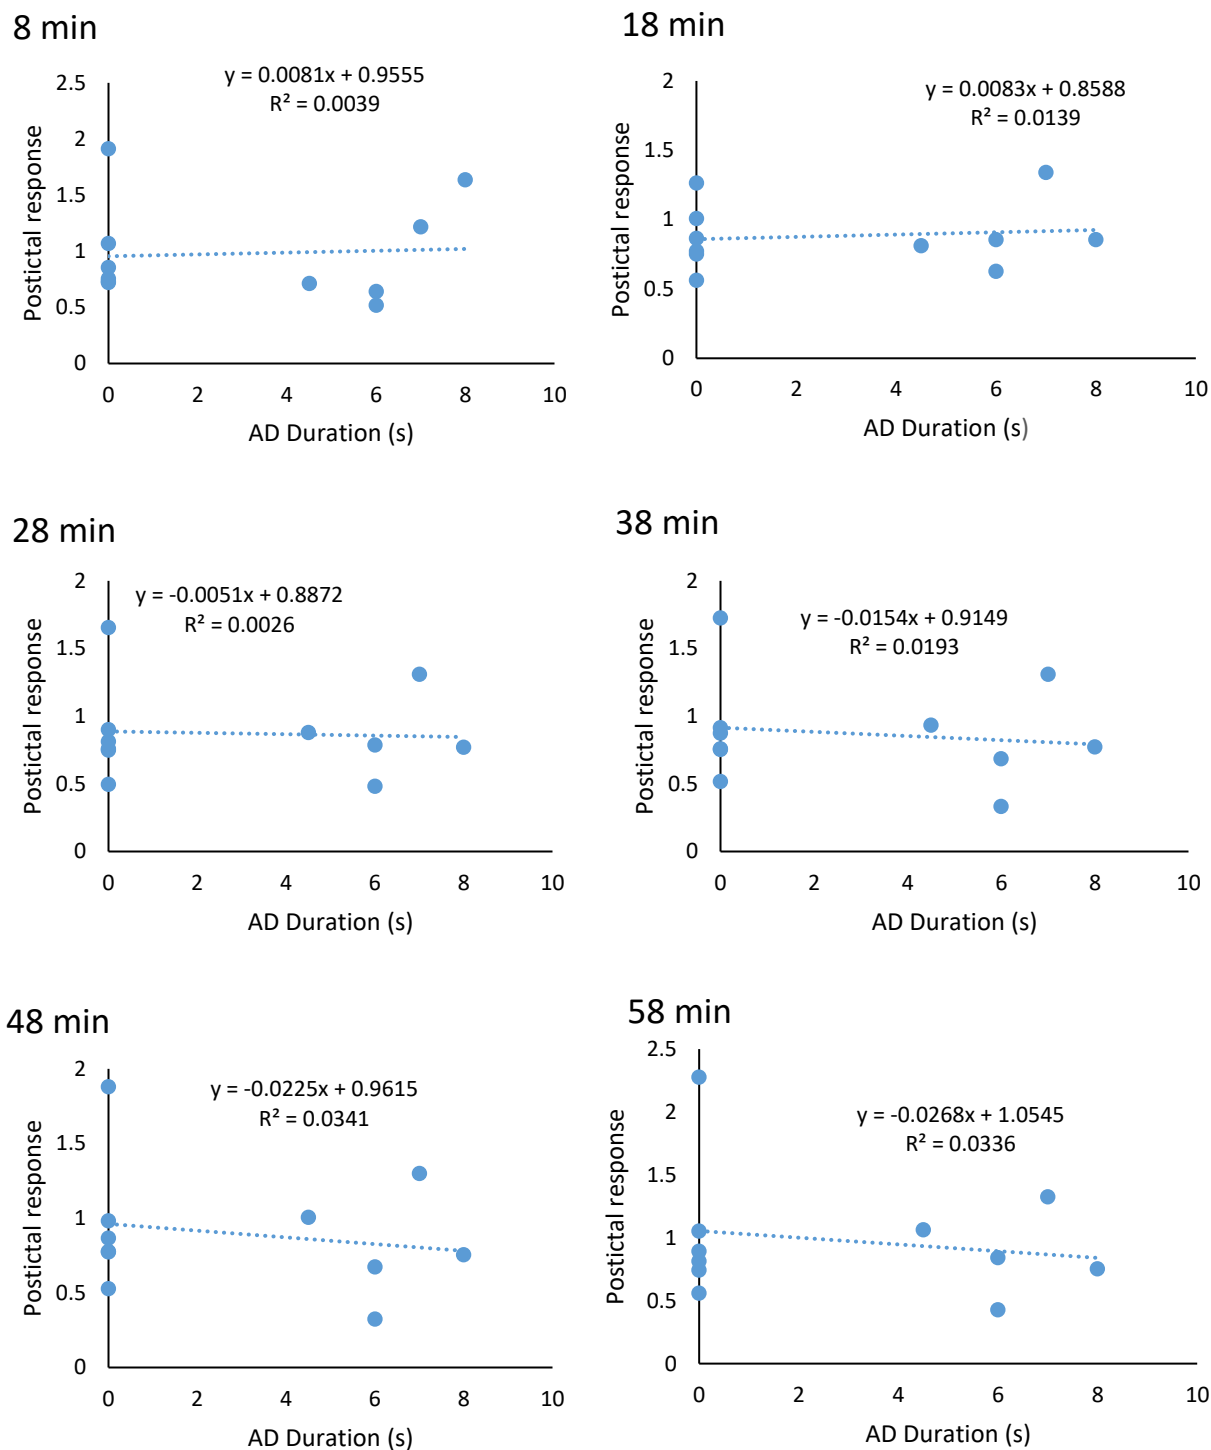 8 min
y = 0.0081x + 0.9555
R² = 0.0039
2.5
2
1.5
1
0.5
0
Postictal response
0 2 4 6 8 10
AD Duration (s)
18 min
y = 0.0083x + 0.8588
R² = 0.0139
2
1.5
1
0.5
0
Postictal response
0 2 4 6 8 10
AD Duration (s)
28 min
y = -0.0051x + 0.8872
R² = 0.0026
2
1.5
1
0.5
0
Postictal response
0 2 4 6 8 10
AD Duration (s)
38 min
y = -0.0154x + 0.9149
R² = 0.0193
2
1.5
1
0.5
0
Postictal response
0 2 4 6 8 10
AD Duration (s)
48 min
y = -0.0225x + 0.9615
R² = 0.0341
2
1.5
1
0.5
0
Postictal response
0 2 4 6 8 10
AD Duration (s)
58 min
y = -0.0268x + 1.0545
R² = 0.0336
2.5
2
1.5
1
0.5
0
Postictal response
0 2 4 6 8 10
AD Duration (s)